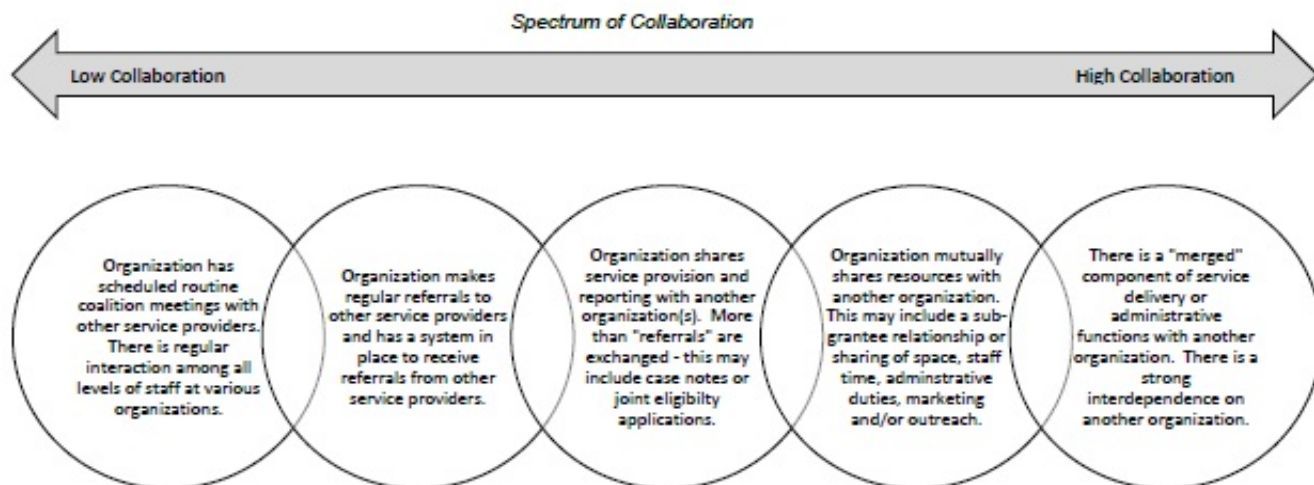 Spectrum of Collaboration
Low Collaboration
High Collaboration
Organization has
scheduled routine
coalition meetings with
other service providers.
There is regular
interaction among all
levels of staff at various
organizations.
Organization makes
regular referrals to
other service providers
and has a system in
place to receive
referrals from other
service providers.
Organization shares
service provision and
reporting with another
organization(s). More
than "referrals" are
exchanged - this may
include case notes or
joint eligibilty
applications.
Organization mutually
shares resources with
another organization.
This may include a sub-
grantee relationship or
sharing of space, staff
time, adminstrative
duties, marketing
and/or outreach.
There is a "merged"
component of service
delivery or
administrative
functions with another
organization. There is a
strong
interdependence on
another organization.